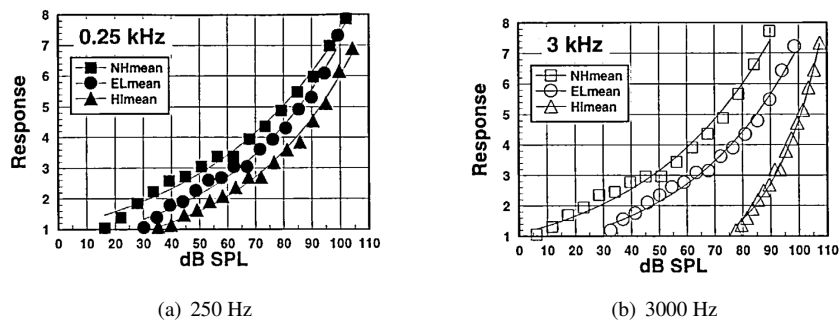 8
7
6
5
4
3
2
1
Response
0.25 kHz
NHmean
ELmean
HImean
0 10 20 30 40 50 60 70 80 90 100 110
dB SPL
(a) 250 Hz
8
7
6
5
4
3
2
1
Response
3 kHz
NHmean
ELmean
HImean
0 10 20 30 40 50 60 70 80 90 100 110
dB SPL
(b) 3000 Hz